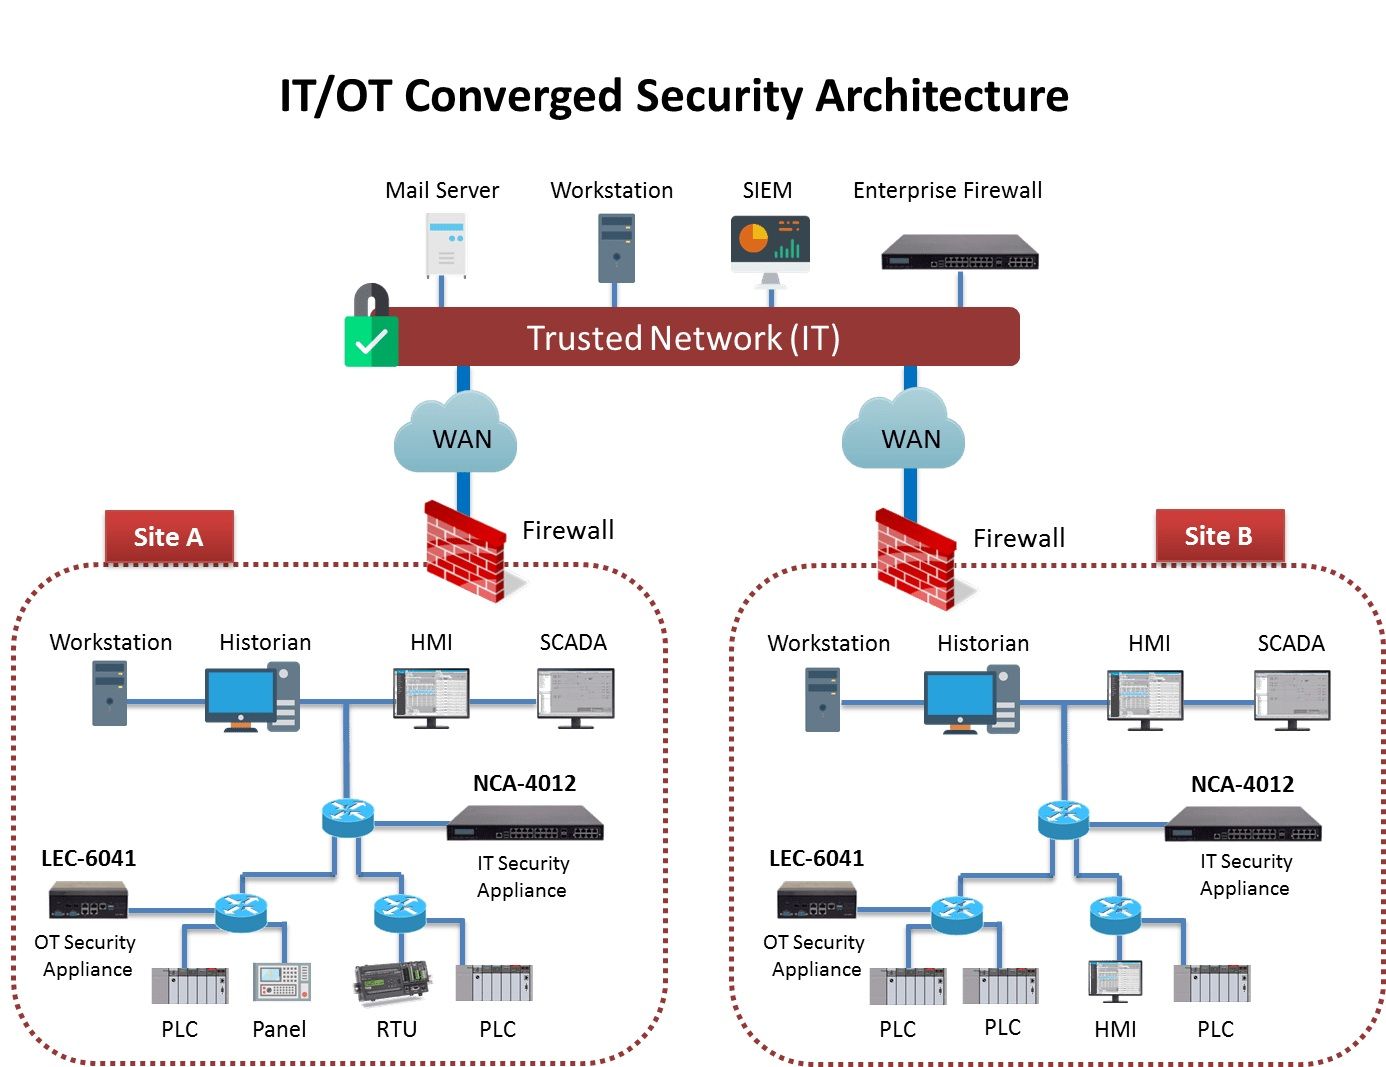 IT/OT Converged Security Architecture
Mail Server
Workstation
SIEM
Enterprise Firewall
Trusted Network (IT)
WAN
WAN
Site A
Firewall
Firewall
Site B
Workstation
Historian
HMI
SCADA
NCA-4012
LEC-6041
IT Security
Appliance
OT Security
Appliance
PLC
Panel
RTU
PLC
Workstation
Historian
HMI
SCADA
NCA-4012
LEC-6041
IT Security
Appliance
OT Security
Appliance
PLC
PLC
HMI
PLC